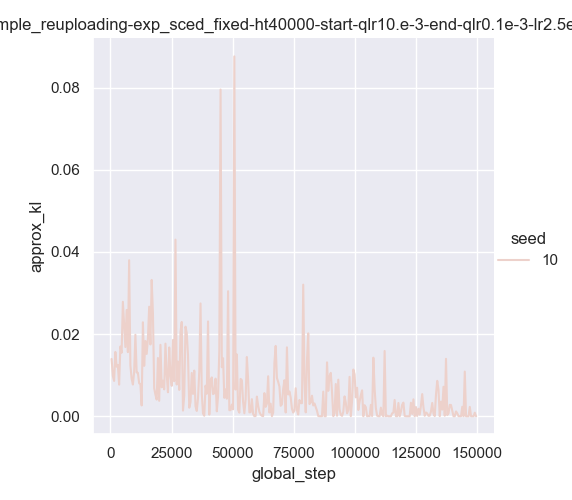 mple_reuploading-exp_sced_fixed-ht40000-start-qlr10.e-3-end-qlr0.1e-3-lr2.5e
0.08
0.06
0.04
0.02
0.00
approx_kl
seed
10
0 25000 50000 75000 100000 125000 150000
global_step